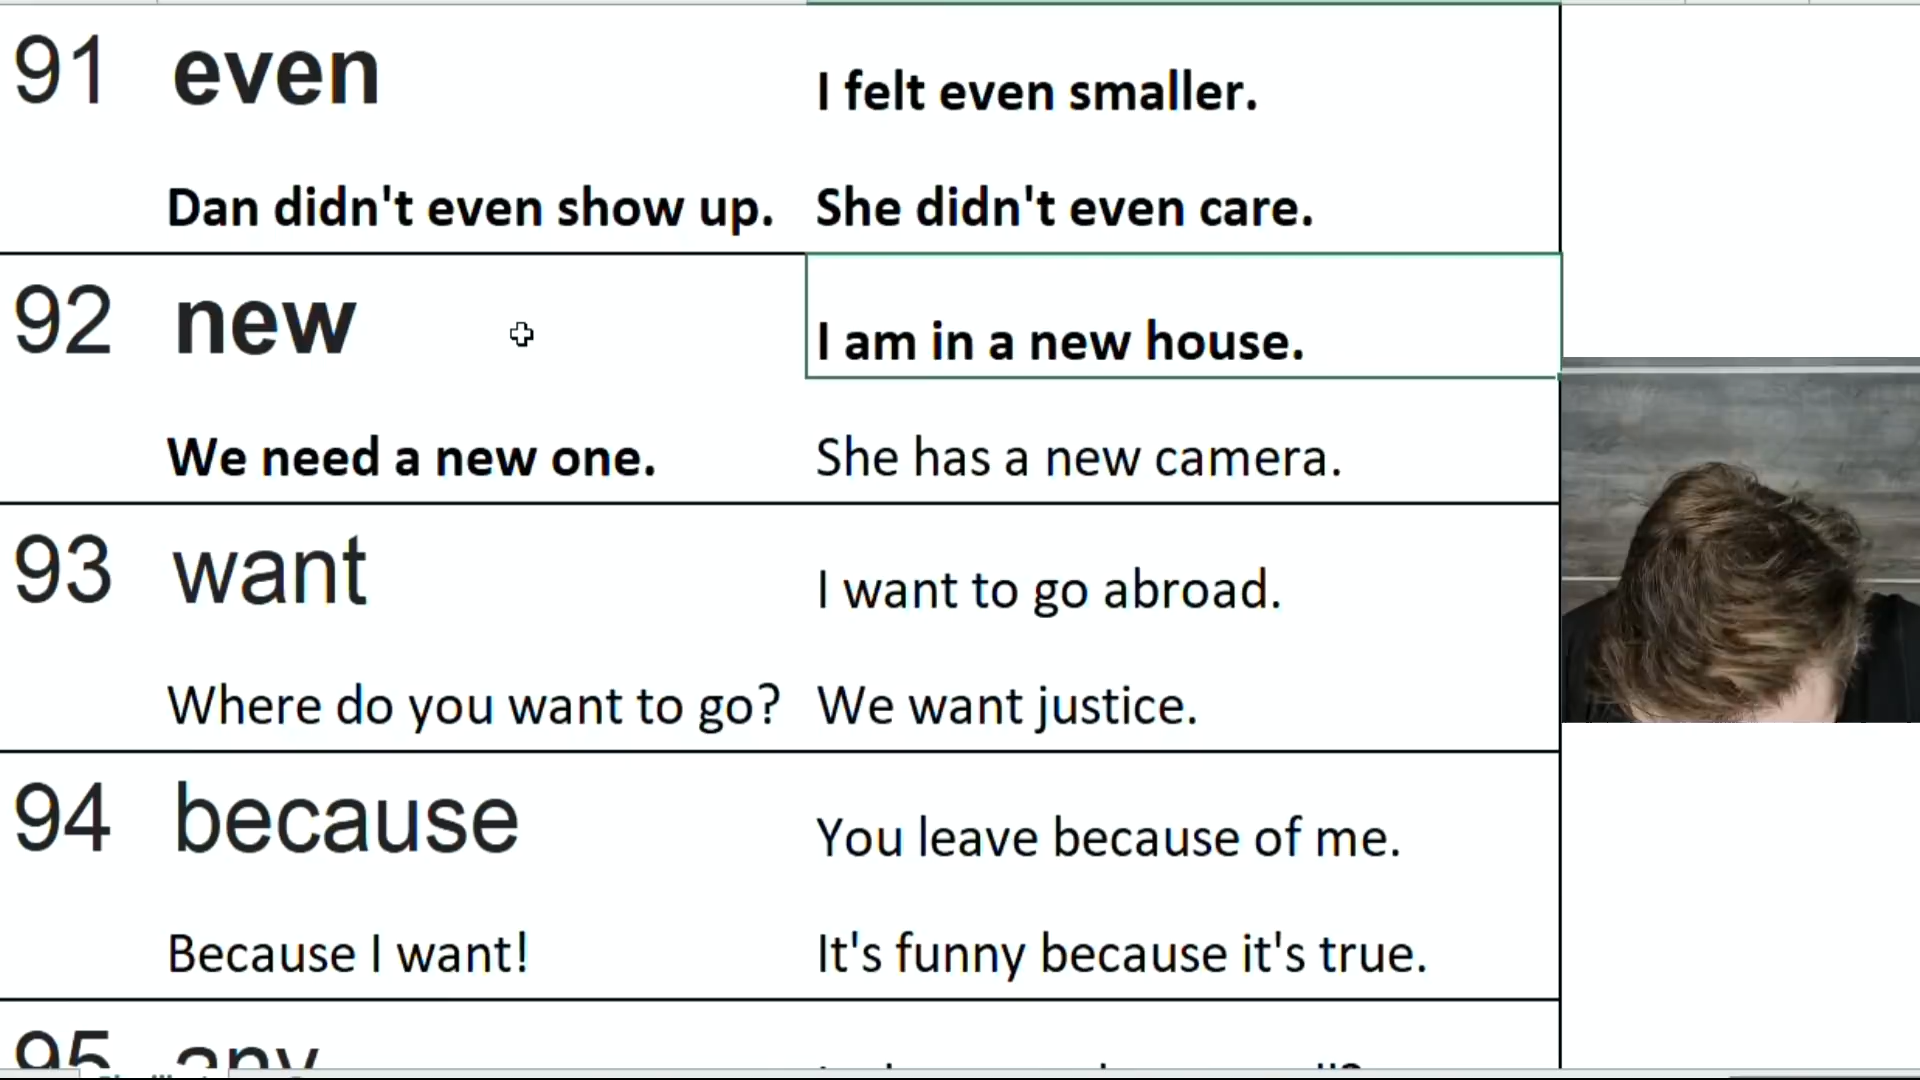 91 even I felt even smaller.
Dan didn't even show up. She didn't even care.
92 new I am in a new house.
We need a new one. She has a new camera.
93 want I want to go abroad.
Where do you want to go? We want justice.
94 because You leave because of me.
Because I want! It's funny because it's true.
95 any